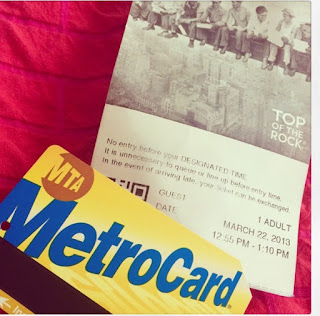 TOP
OF THE
ROCK
No entry before your DESIGNATED TIME
It is unnecessary to queue or line up before entry time.
In the event of arriving late, your ticket can be exchanged.
GUEST
1 ADULT
DATE
MARCH 22, 2013
12:55 PM - 1:10 PM
MTA
MetroCard